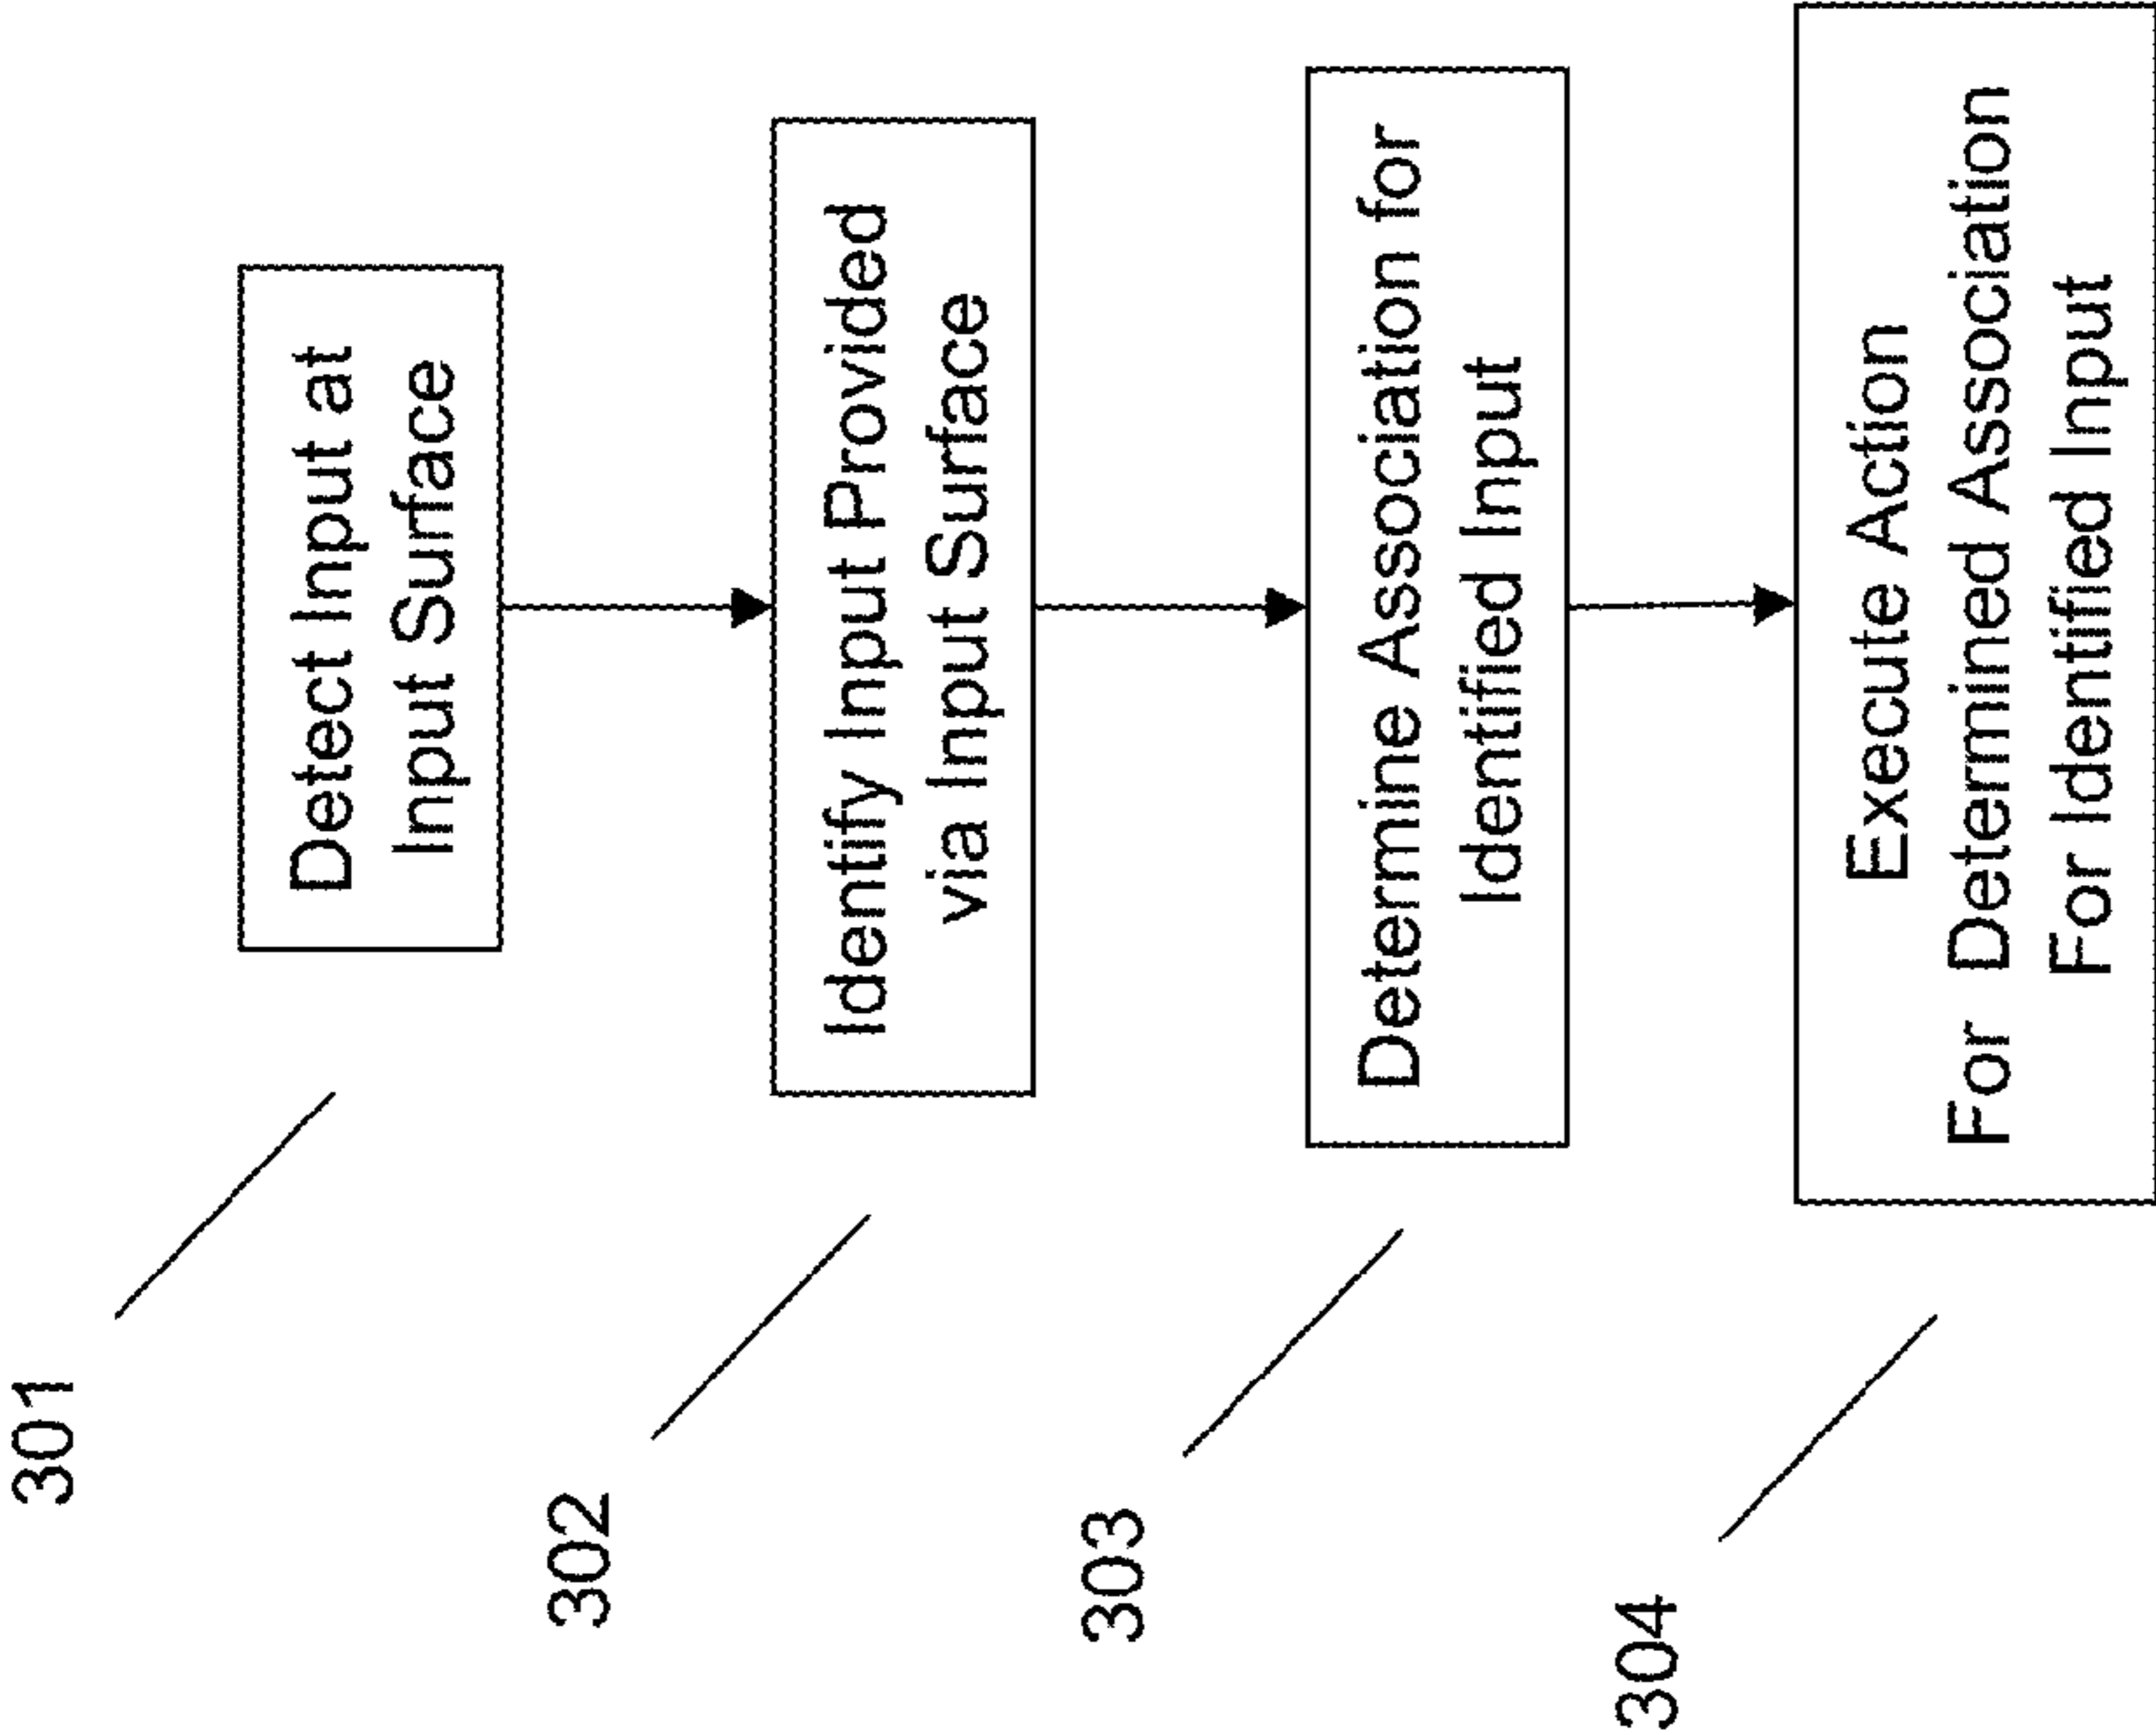 301
Detect Input at
Input Surface
302
Identify Input Provided
via Input Surface
303
Determine Association for
Identified Input
304
Execute Action
For Determined Association
For Identified Input